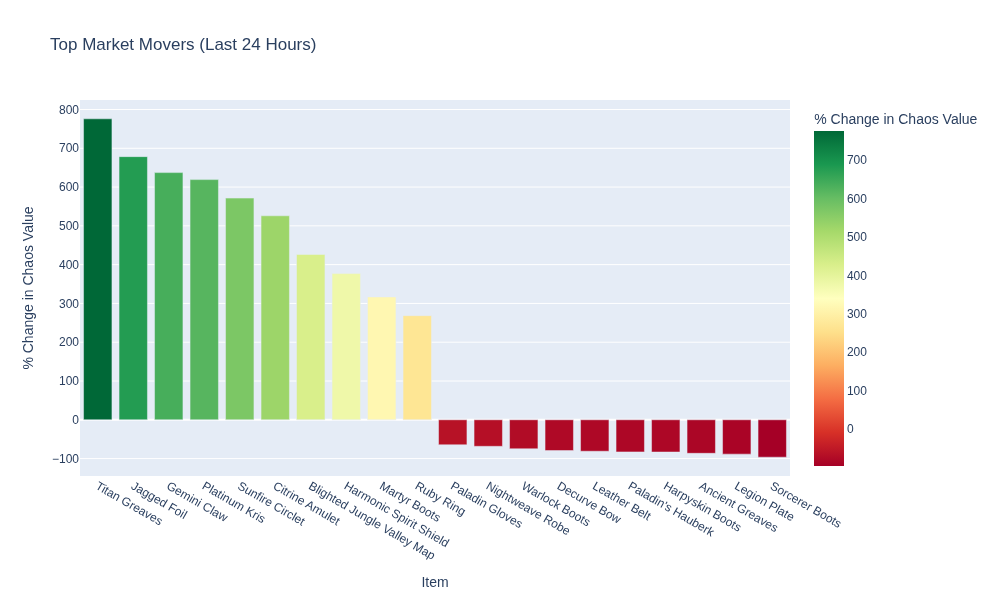 Top Market Movers (Last 24 Hours)
% Change in Chaos Value
800
700
600
500
400
300
200
100
0
−100
Titan Greaves
Jagged Foil
Gemini Claw
Platinum Kris
Sunfire Circlet
Citrine Amulet
Blighted Jungle Valley Map
Harmonic Spirit Shield
Martyr Boots
Ruby Ring
Paladin Gloves
Nightweave Robe
Warlock Boots
Decurve Bow
Leather Belt
Paladin's Hauberk
Harpyskin Boots
Ancient Greaves
Legion Plate
Sorcerer Boots
Item
% Change in Chaos Value
700
600
500
400
300
200
100
0